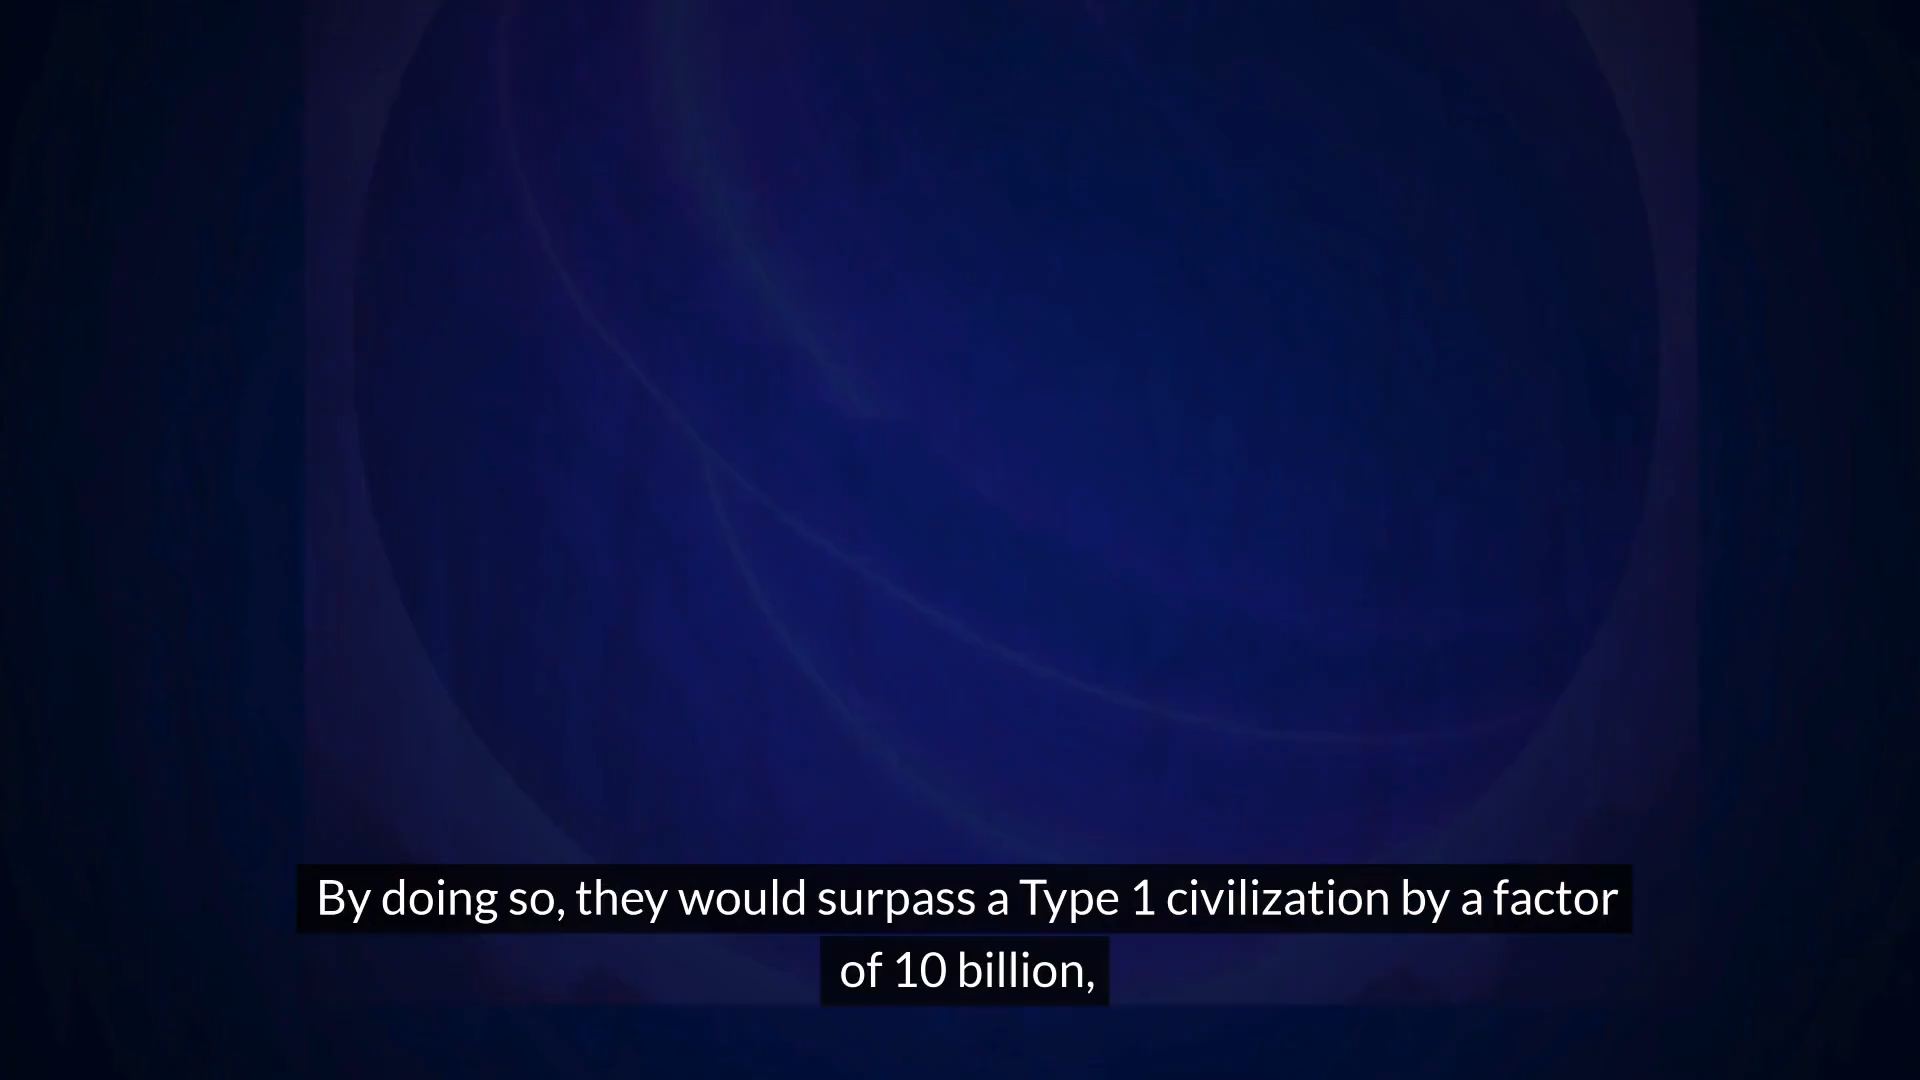 By doing so, they would surpass a Type 1 civilization by a factor
of 10 billion,